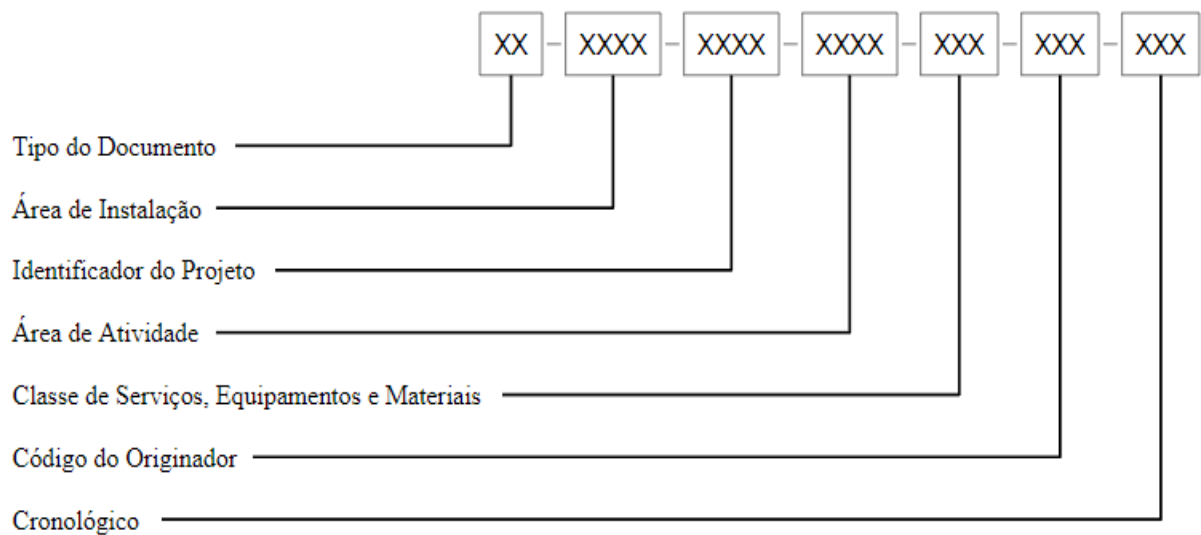 XX - XXXX - XXXX - XXXX - XXX - XXX - XXX
Tipo do Documento
Área de Instalação
Identificador do Projeto
Área de Atividade
Classe de Serviços, Equipamentos e Materiais
Código do Originador
Cronológico